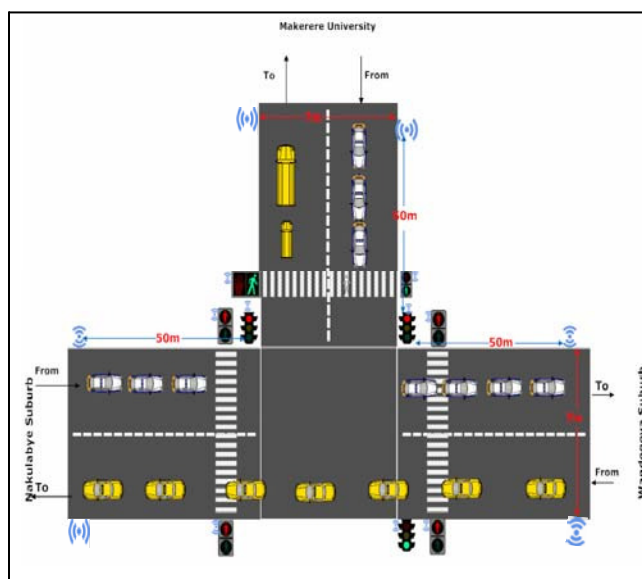 Makerere University
To
From
50m
50m
From
To
Nakulabye Suburb
To
From